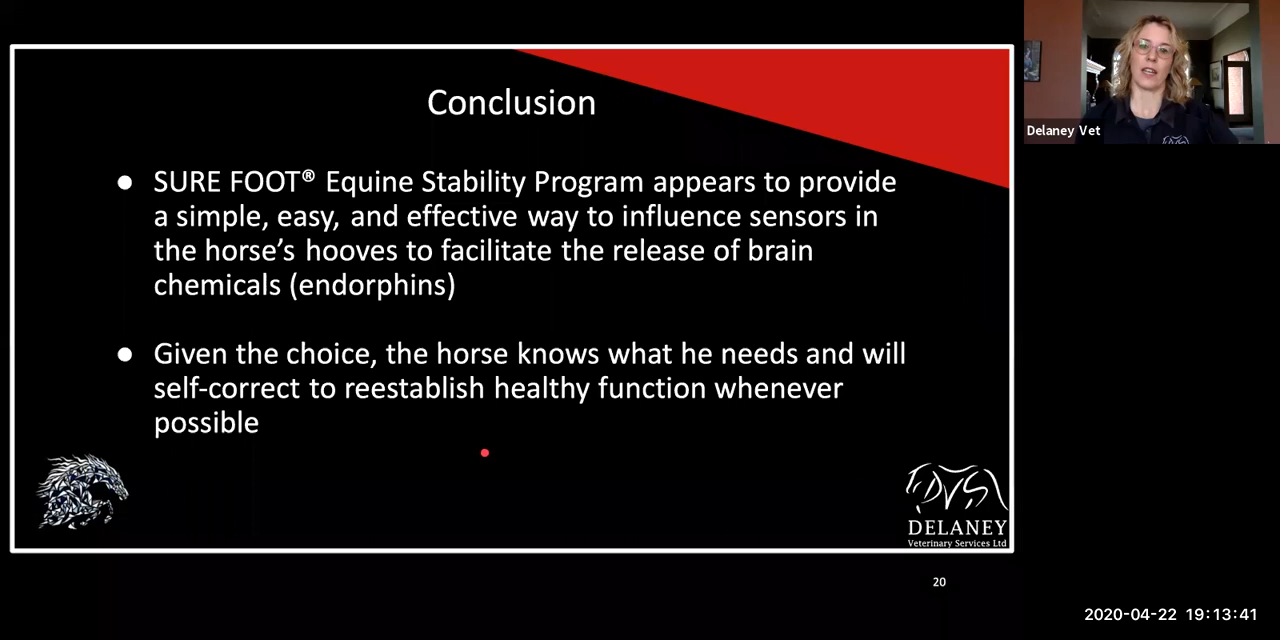 Conclusion
● SURE FOOT® Equine Stability Program appears to provide
a simple, easy, and effective way to influence sensors in
the horse’s hooves to facilitate the release of brain
chemicals (endorphins)
● Given the choice, the horse knows what he needs and will
self-correct to reestablish healthy function whenever
possible
DVS
DELANEY
Veterinary Services Ltd
20
Delaney Vet
2020-04-22 19:13:41